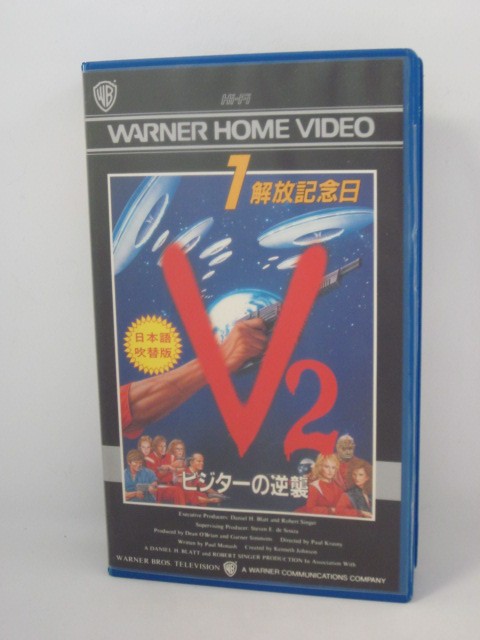 WB
HI-FI
WARNER HOME VIDEO
1 解放記念日
日本語
吹替版
V2
ビジターの逆襲
Executive Producers: Daniel H. Blatt and Robert Singer
Supervising Producer: Steven E. de Souza
Produced by Dean O'Brien and Garner Simmons Directed by Paul Krasny
Written by Paul Monash Created by Kenneth Johnson
A DANIEL H. BLATT and ROBERT SINGER PRODUCTION In Association With
WARNER BROS. TELEVISION WB A WARNER COMMUNICATIONS COMPANY